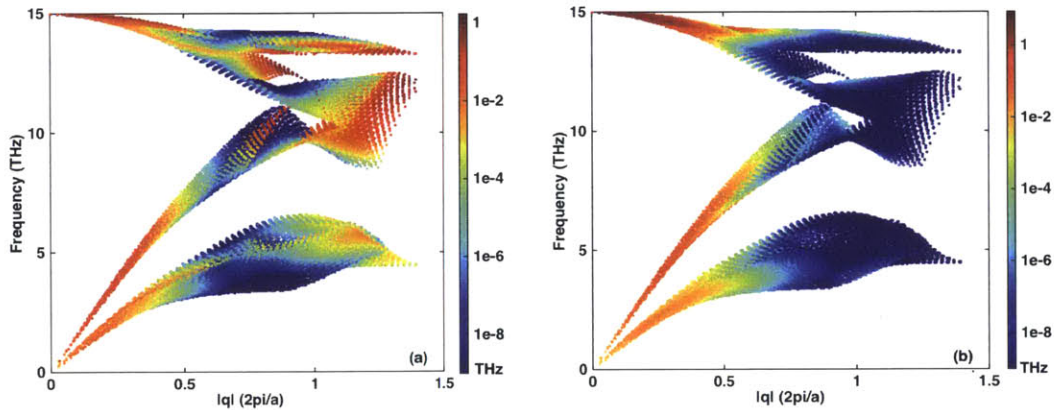 15
10
5
0
Frequency (THz)
0
0.5
1
1.5
|q| (2pi/a)
(a)
1
1e-2
1e-4
1e-6
1e-8
THz
15
10
5
0
Frequency (THz)
0
0.5
1
1.5
|q| (2pi/a)
(b)
1
1e-2
1e-4
1e-6
1e-8
THz